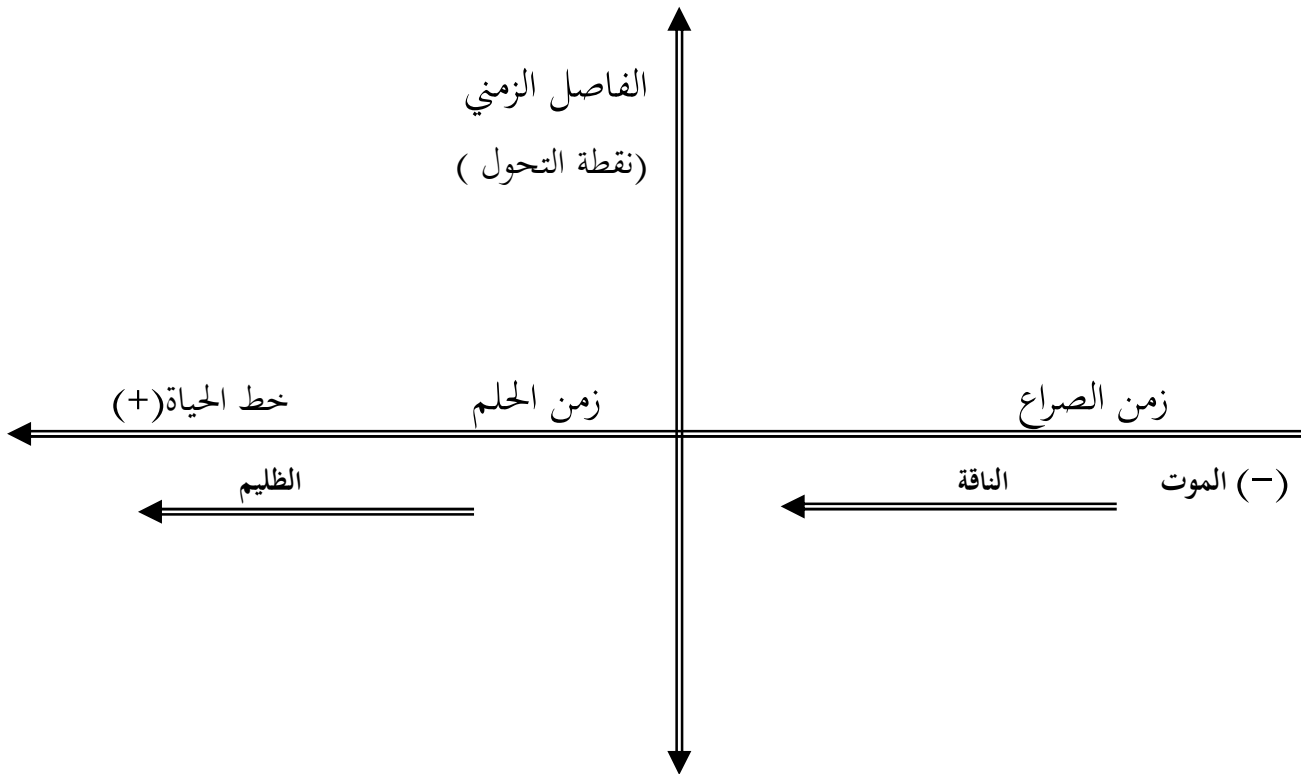 الفاصل الزمني
(نقطة التحول )
زمن الصراع
زمن الحلم
خط الحياة(+)
(−) الموت
الناقة
الظليم